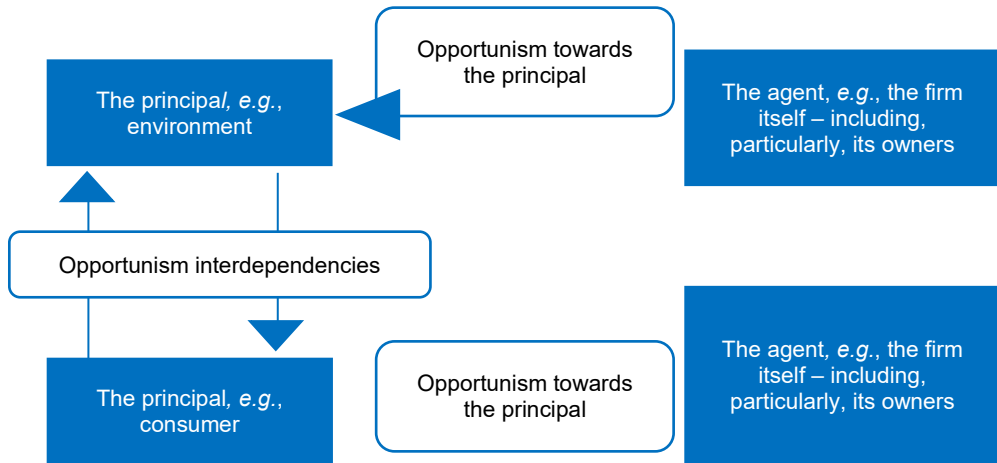 Opportunism towards
the principal
The principal, e.g.,
environment
The agent, e.g., the firm
itself – including,
particularly, its owners
Opportunism interdependencies
The principal, e.g.,
consumer
Opportunism towards
the principal
The agent, e.g., the firm
itself – including,
particularly, its owners